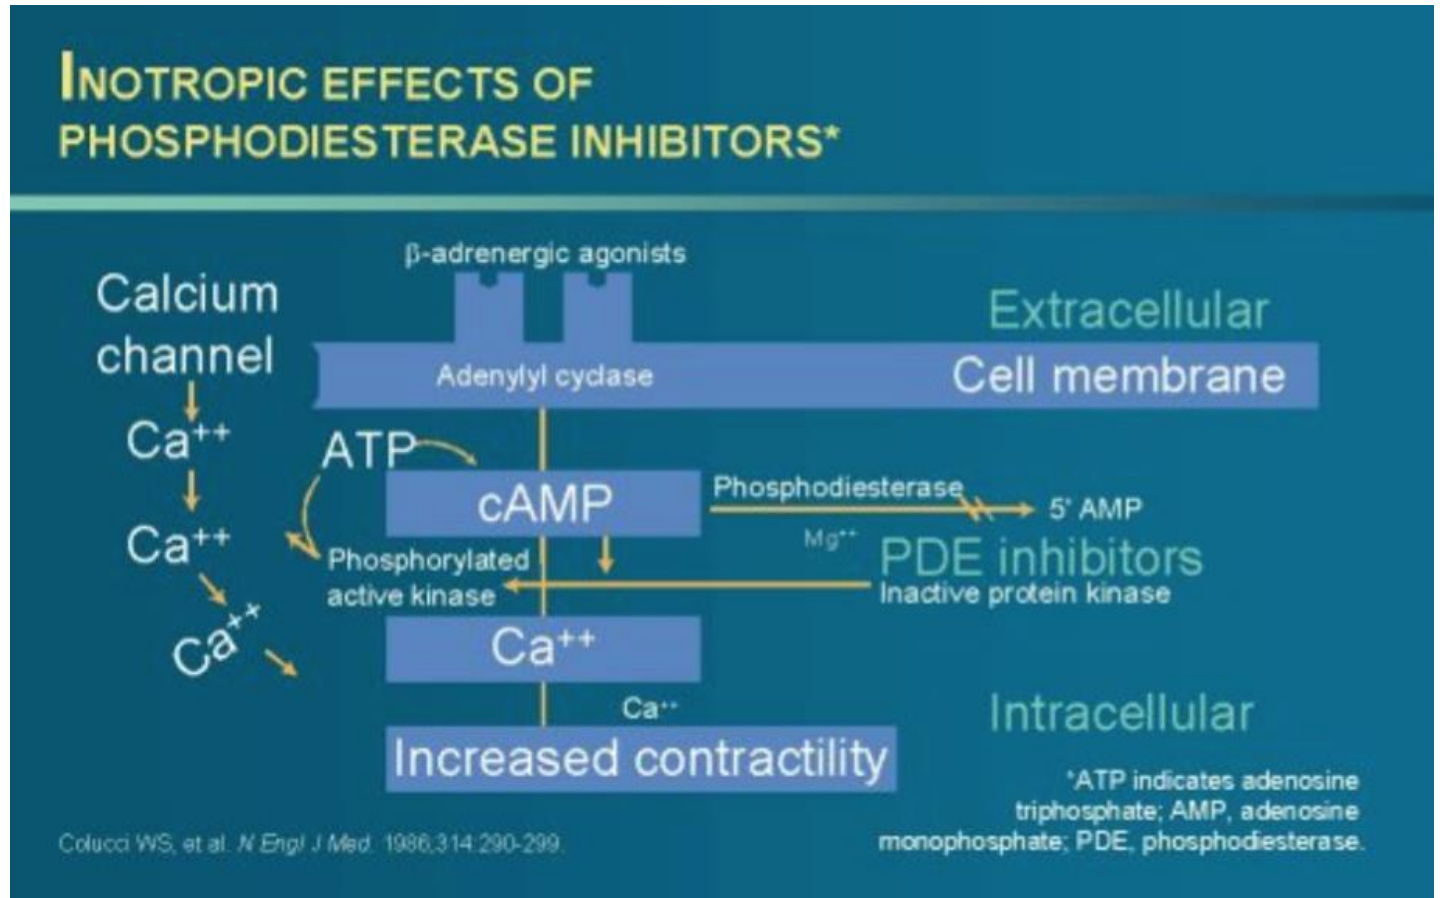 INOTROPIC EFFECTS OF
PHOSPHODIESTERASE INHIBITORS*
β-adrenergic agonists
Calcium
channel
Extracellular
Adenylyl cyclase
Cell membrane
Ca++
ATP
cAMP
Phosphodiesterase
5' AMP
Ca++
Mg++
PDE inhibitors
Phosphorylated
active kinase
Inactive protein kinase
Ca++
Ca++
Ca++
Intracellular
Increased contractility
*ATP indicates adenosine
triphosphate; AMP, adenosine
monophosphate; PDE, phosphodiesterase.
Colucci WS, et al. N Engl J Med. 1986;314:290-299.